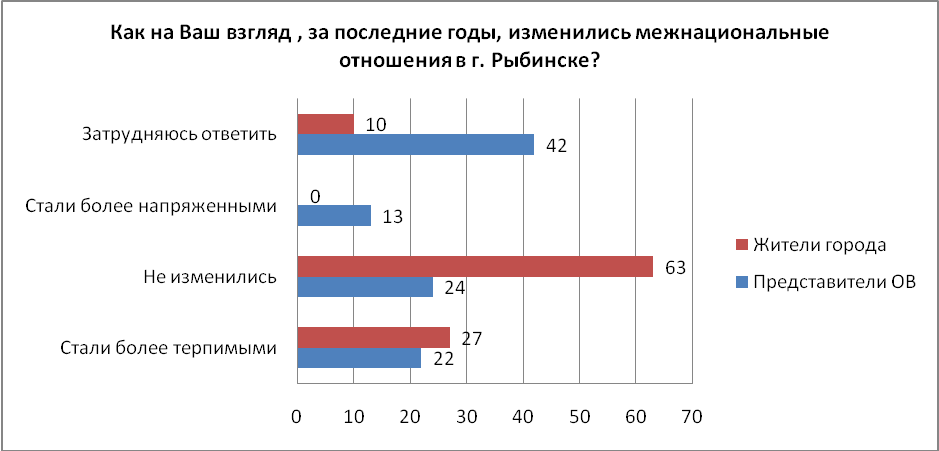 Как на Ваш взгляд , за последние годы, изменились межнациональные
отношения в г. Рыбинске?
Затрудняюсь ответить
10
42
Стали более напряженными
0
13
Не изменились
63
24
Стали более терпимыми
27
22
0 10 20 30 40 50 60 70
Жители города
Представители ОВ